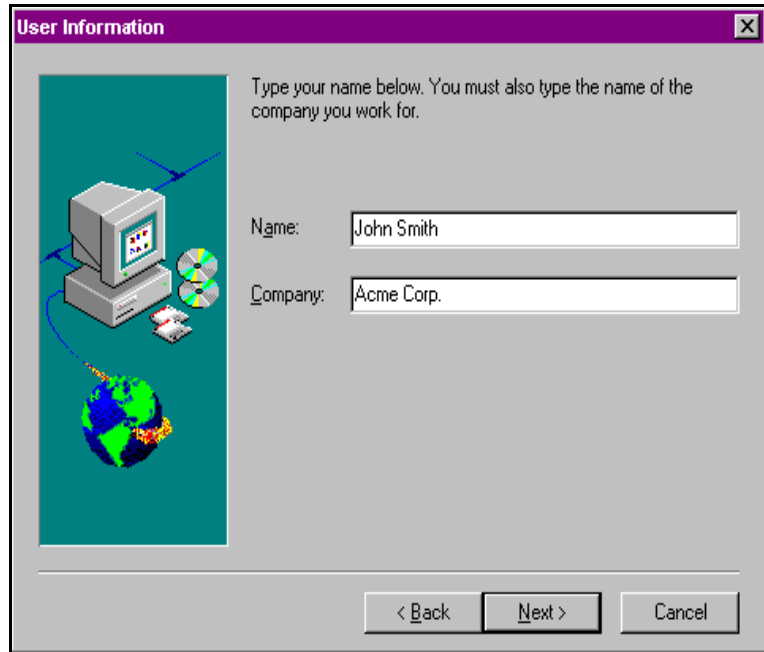 User Information
Type your name below. You must also type the name of the
company you work for.
Name: John Smith
Company: Acme Corp.
< Back Next > Cancel